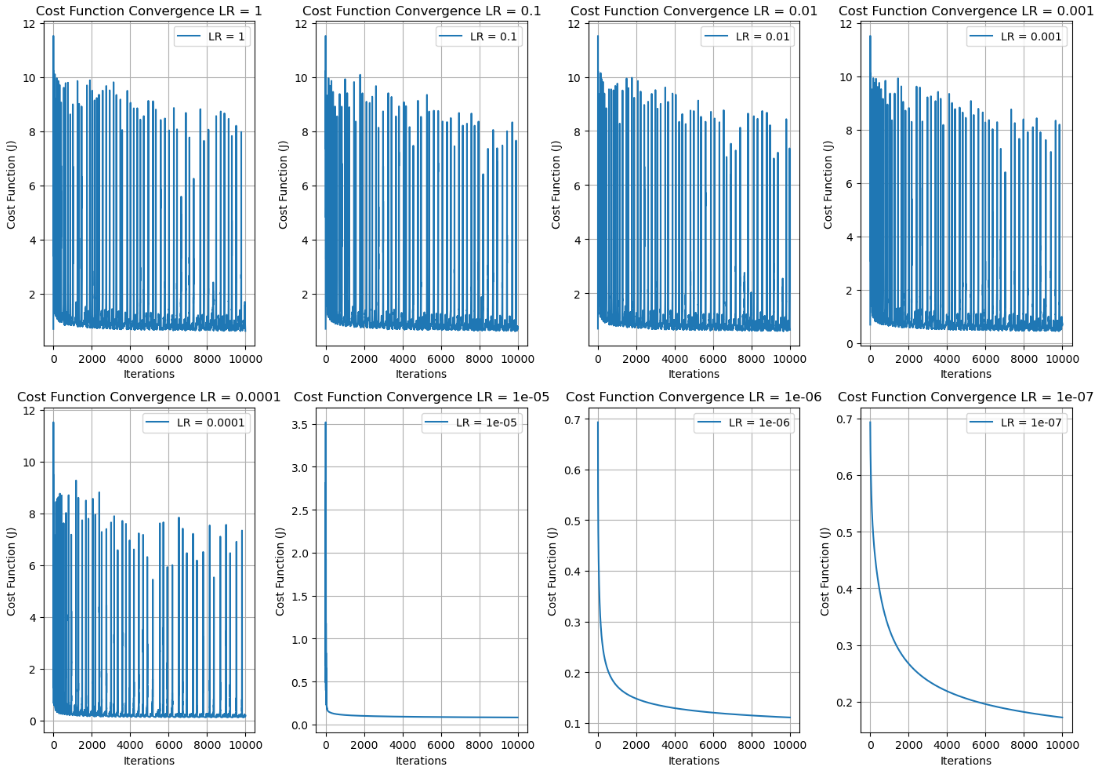 Cost Function Convergence LR = 1
LR = 1
Cost Function (J)
12
10
8
6
4
2
0 2000 4000 6000 8000 10000
Iterations
Cost Function Convergence LR = 0.1
LR = 0.1
Cost Function (J)
12
10
8
6
4
2
0 2000 4000 6000 8000 10000
Iterations
Cost Function Convergence LR = 0.01
LR = 0.01
Cost Function (J)
12
10
8
6
4
2
0 2000 4000 6000 8000 10000
Iterations
Cost Function Convergence LR = 0.001
LR = 0.001
Cost Function (J)
12
10
8
6
4
2
0
0 2000 4000 6000 8000 10000
Iterations
Cost Function Convergence LR = 0.0001
LR = 0.0001
Cost Function (J)
12
10
8
6
4
2
0
0 2000 4000 6000 8000 10000
Iterations
Cost Function Convergence LR = 1e-05
LR = 1e-05
Cost Function (J)
3.5
3.0
2.5
2.0
1.5
1.0
0.5
0.0
0 2000 4000 6000 8000 10000
Iterations
Cost Function Convergence LR = 1e-06
LR = 1e-06
Cost Function (J)
0.7
0.6
0.5
0.4
0.3
0.2
0.1
0 2000 4000 6000 8000 10000
Iterations
Cost Function Convergence LR = 1e-07
LR = 1e-07
Cost Function (J)
0.7
0.6
0.5
0.4
0.3
0.2
0 2000 4000 6000 8000 10000
Iterations